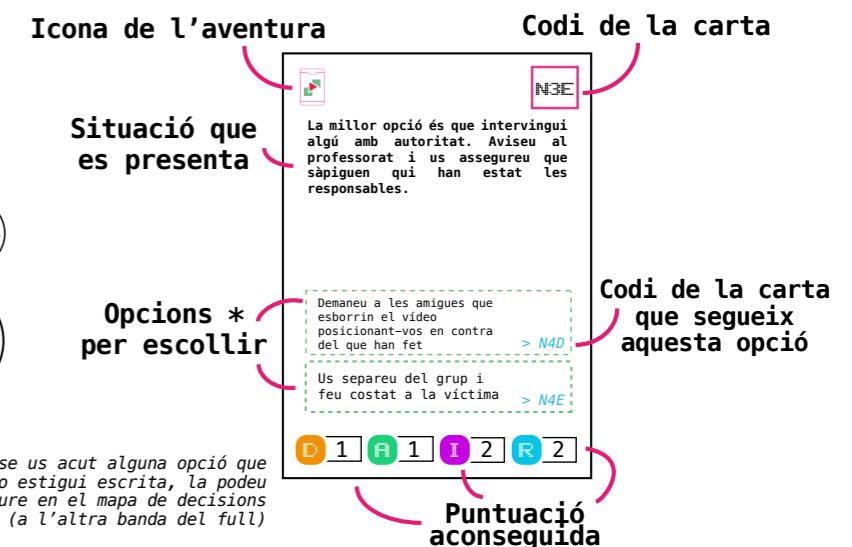 Icona de l’aventura
Codi de la carta
N3E
Situació que
es presenta
La millor opció és que intervingui
algú amb autoritat. Aviseu al
professorat i us assegureu que
sàpiguen qui han estat les
responsables.
Opcions *
per escollir
Demaneu a les amigues que
esborrin el vídeo
posicionant-vos en contra
del que han fet
> N4D
Codi de la carta
que segueix
aquesta opció
Us separeu del grup i
feu costat a la víctima
> N4E
D 1 A 1 I 2 R 2
se us acut alguna opció que
estigui escrita, la podeu
en el mapa de decisions
(a l’altra banda del full)
Puntuació
aconseguida